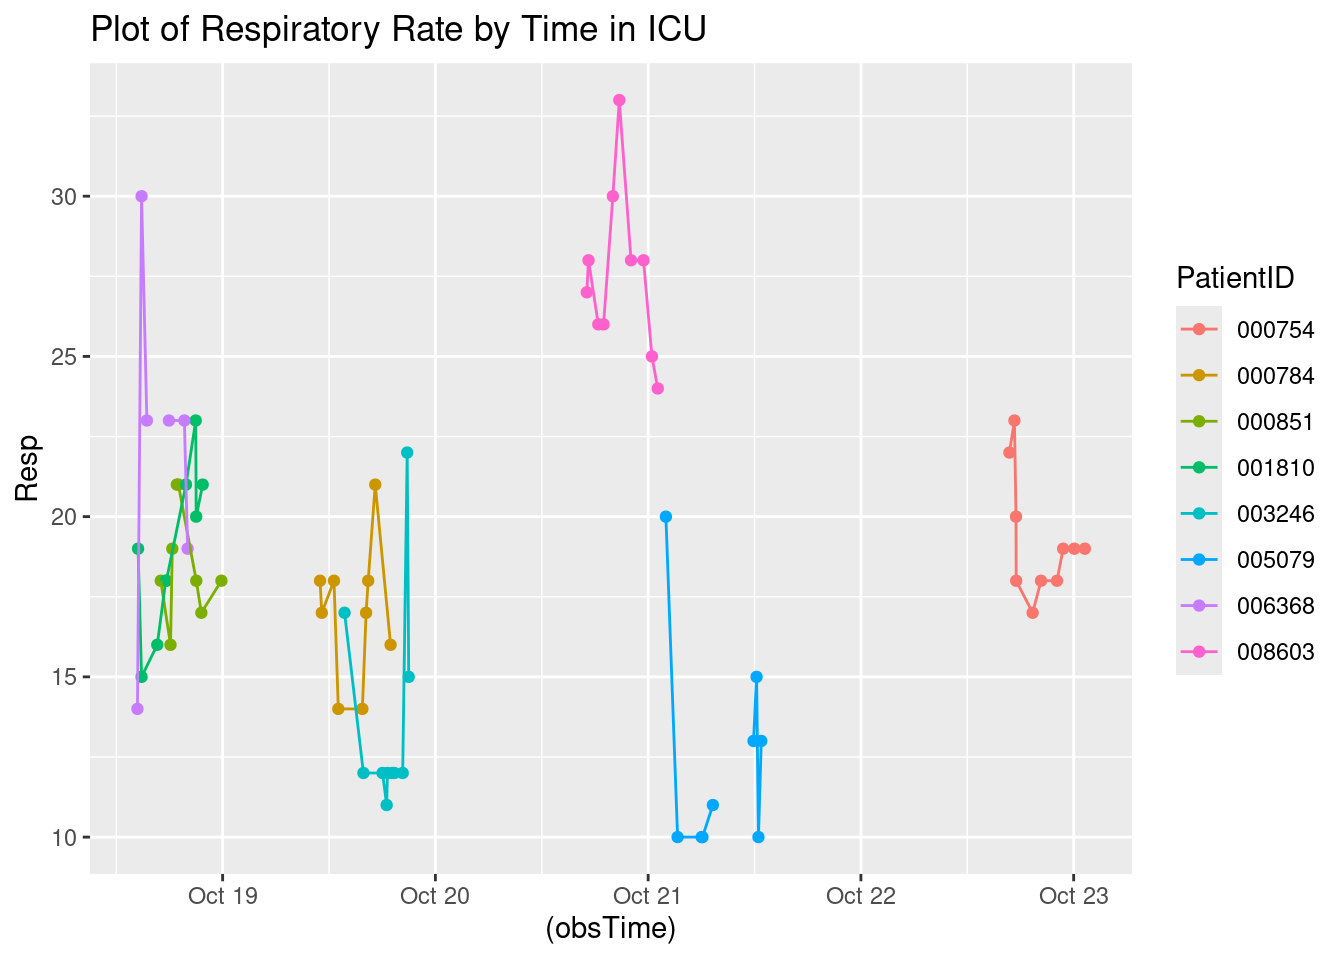 Plot of Respiratory Rate by Time in ICU
Resp
30
25
20
15
10
Oct 19
Oct 20
Oct 21
Oct 22
Oct 23
(obsTime)
PatientID
000754
000784
000851
001810
003246
005079
006368
008603